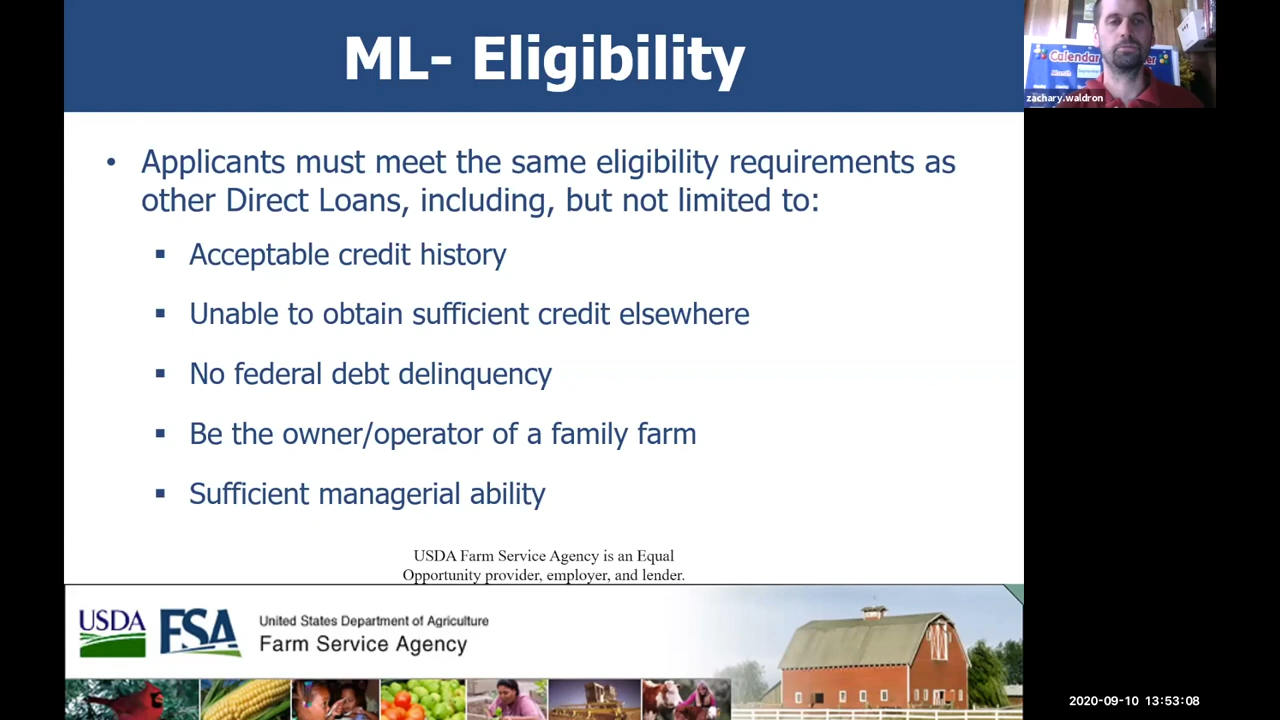 ML- Eligibility
• Applicants must meet the same eligibility requirements as
other Direct Loans, including, but not limited to:
▪ Acceptable credit history
▪ Unable to obtain sufficient credit elsewhere
▪ No federal debt delinquency
▪ Be the owner/operator of a family farm
▪ Sufficient managerial ability
USDA Farm Service Agency is an Equal
Opportunity provider, employer, and lender.
USDA FSA
United States Department of Agriculture
Farm Service Agency
Calendar
zachary.waldron
2020-09-10 13:53:08